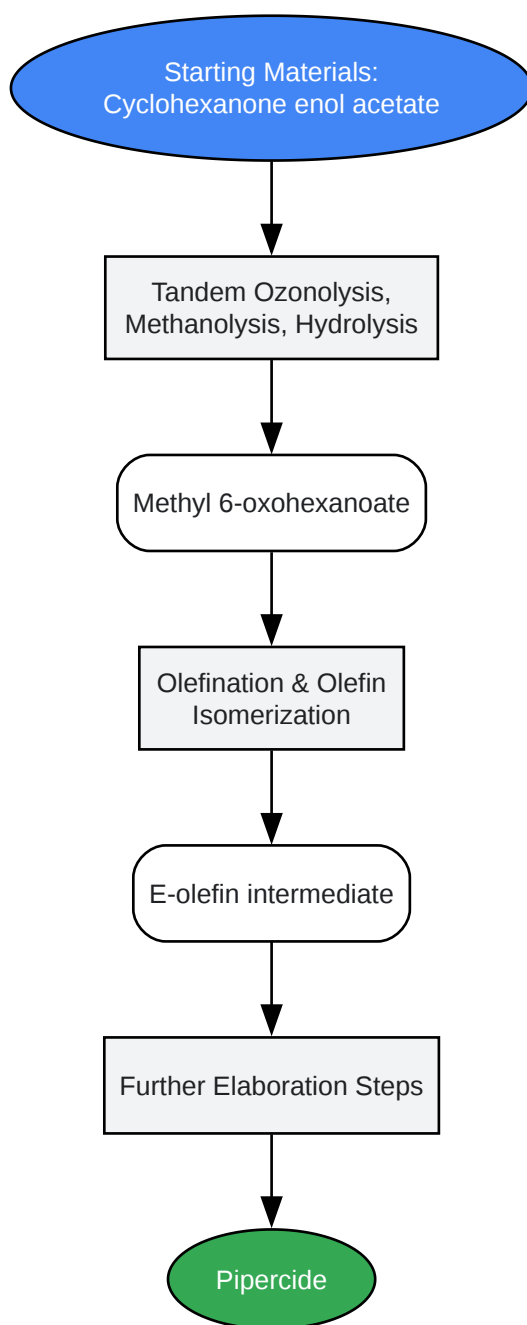 Starting Materials:
Cyclohexanone enol acetate
Tandem Ozonolysis,
Methanolysis, Hydrolysis
Methyl 6-oxohexanoate
Olefination & Olefin
Isomerization
E-olefin intermediate
Further Elaboration Steps
Pipercide